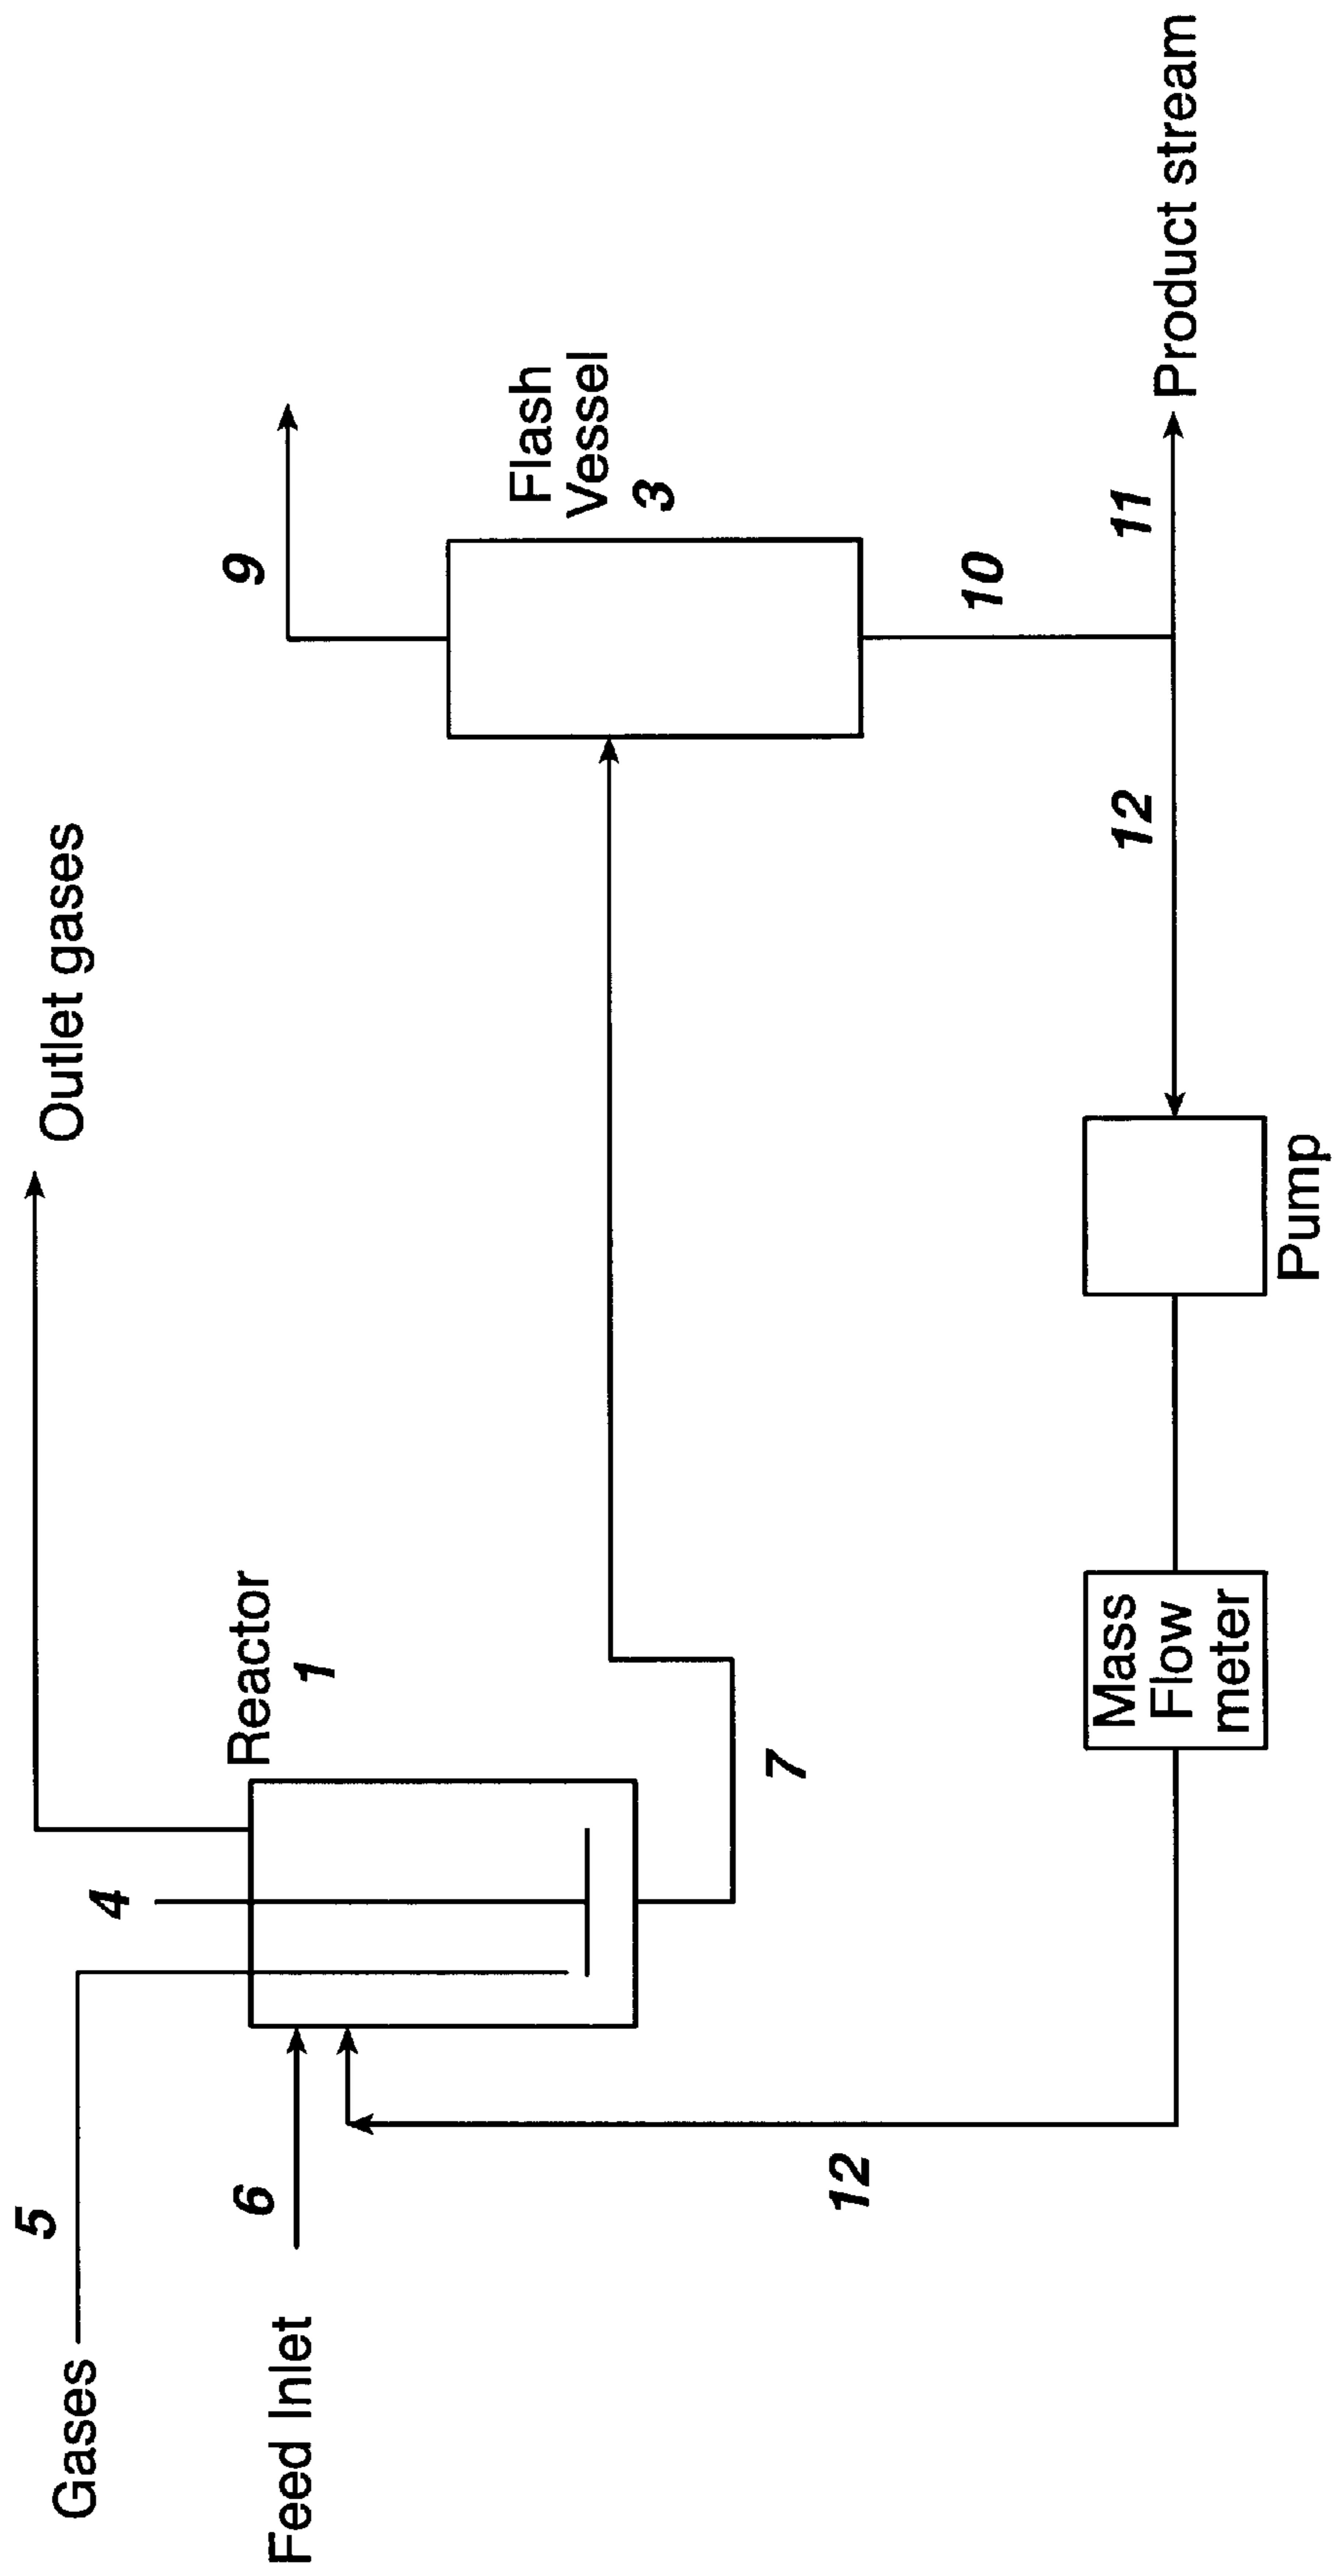 Outlet gases
5
Gases
4
Reactor
1
9
6
Feed Inlet
Flash
Vessel
3
7
10
12
12
11
Product stream
Mass
Flow
meter
Pump